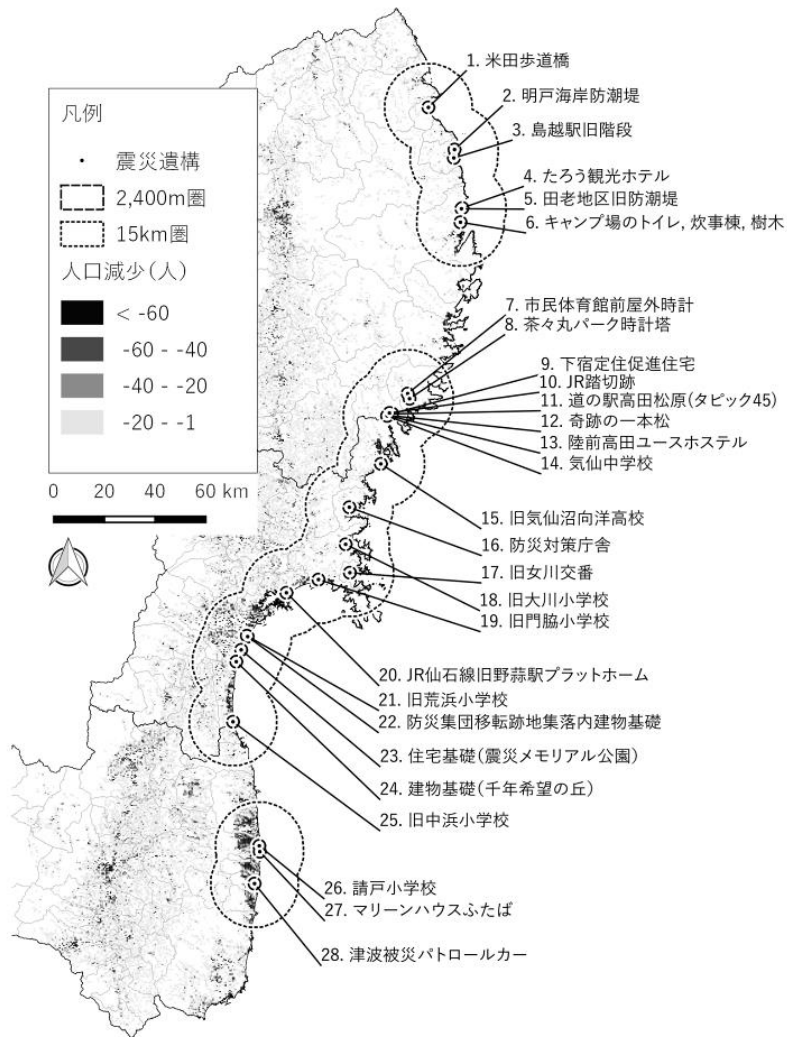 凡例
震災遺構
2,400m圏
15km圏
人口減少(人)
< -60
-60 - -40
-40 - -20
-20 - -1
0 20 40 60 km
1. 米田歩道橋
2. 明戸海岸防潮堤
3. 島越駅旧階段
4. たろう観光ホテル
5. 田老地区旧防潮堤
6. キャンプ場のトイレ, 炊事棟, 樹木
7. 市民体育館前屋外時計
8. 茶々丸パーク時計塔
9. 下宿定住促進住宅
10. JR踏切跡
11. 道の駅高田松原(タピック45)
12. 奇跡の一本松
13. 陸前高田ユースホステル
14. 気仙中学校
15. 旧気仙沼向洋高校
16. 防災対策庁舎
17. 旧女川交番
18. 旧大川小学校
19. 旧門脇小学校
20. JR仙石線旧野蒜駅プラットホーム
21. 旧荒浜小学校
22. 防災集団移転跡地集落内建物基礎
23. 住宅基礎(震災メモリアル公園)
24. 建物基礎(千年希望の丘)
25. 旧中浜小学校
26. 請戸小学校
27. マリーンハウスふたば
28. 津波被災パトロールカー